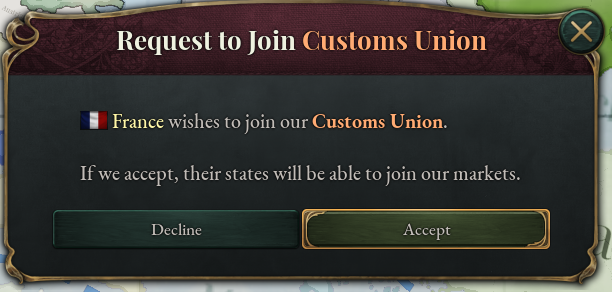 Request to Join Customs Union
France wishes to join our Customs Union.
If we accept, their states will be able to join our markets.
Decline
Accept